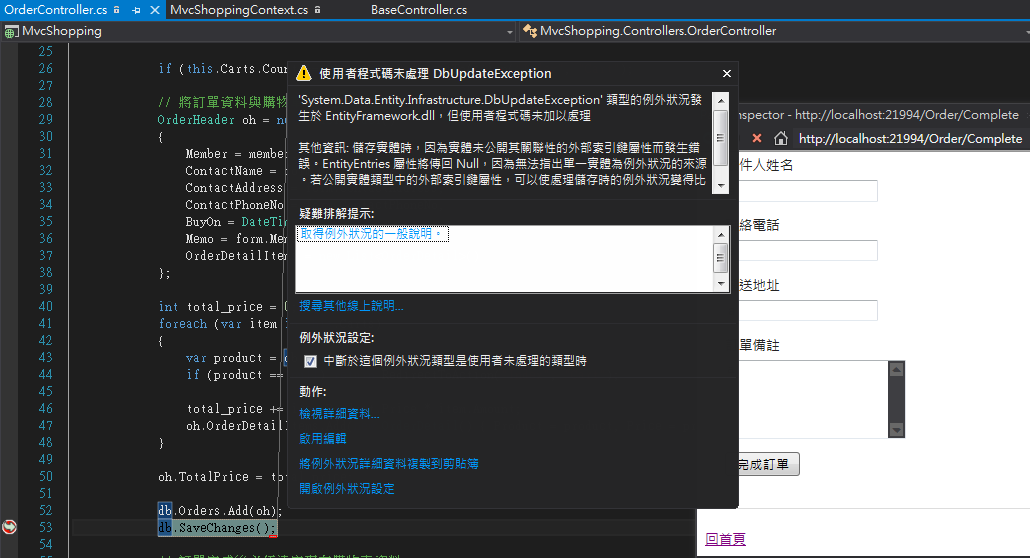 OrderController.cs
MvcShoppingContext.cs
BaseController.cs
MvcShopping
MvcShopping.Controllers.OrderController
25
26 if (this.Carts.Cour
27
28 // 將訂單資料與購物
29 OrderHeader oh = n
30 {
31 Member = member
32 ContactName =
33 ContactAddress
34 ContactPhoneNo
35 BuyOn = DateTi
36 Memo = form.Mem
37 OrderDetailItem
38 };
39
40 int total_price = 0
41 foreach (var item
42 {
43 var product =
44 if (product ==
45
46 total_price +=
47 oh.OrderDetail
48 }
49
50 oh.TotalPrice = to
51
52 db.Orders.Add(oh);
53 db.SaveChanges();
54
使用者程式碼未處理 DbUpdateException
'System.Data.Entity.Infrastructure.DbUpdateException' 類型的例外狀況發
生於 EntityFramework.dll，但使用者程式碼未加以處理
其他資訊: 儲存實體時，因為實體未公開其關聯性的外部索引鍵屬性而發生錯
誤。EntityEntries 屬性將傳回 Null，因為無法指出單一實體為例外狀況的來源
。若公開實體類型中的外部索引鍵屬性，可以使處理儲存時的例外狀況變得比
疑難排解提示:
取得例外狀況的一般說明。
搜尋其他線上說明...
例外狀況設定:
中斷於這個例外狀況類型是使用者未處理的類型時
動作:
檢視詳細資料...
啟用編輯
將例外狀況詳細資料複製到剪貼簿
開啟例外狀況設定
nspector - http://localhost:21994/Order/Complete
http://localhost:21994/Order/Complete
件人姓名
絡電話
送地址
單備註
完成訂單
回首頁